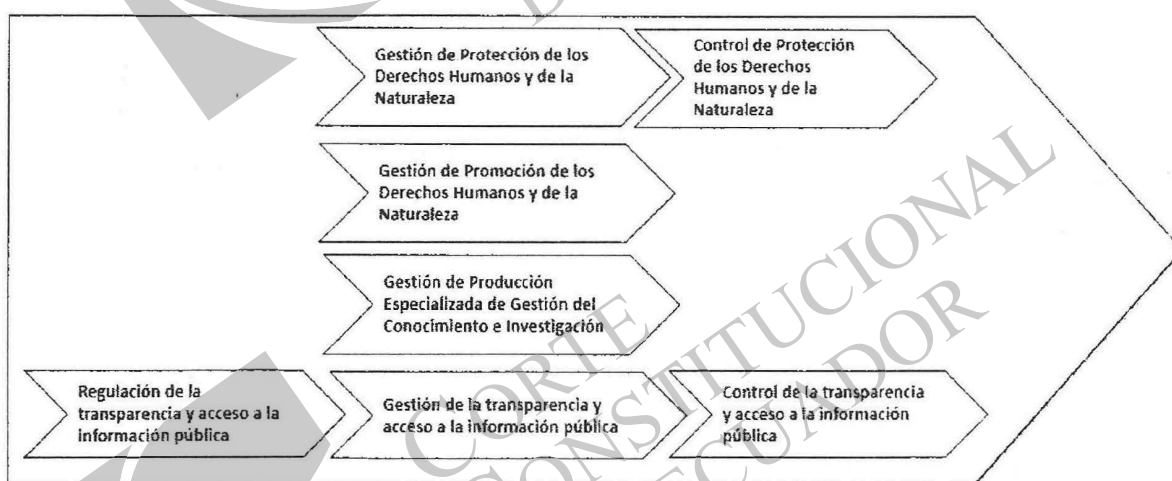 Gestión de Protección de los
Derechos Humanos y de la
Naturaleza
Control de Protección
de los Derechos
Humanos y de la
Naturaleza
Gestión de Promoción de los
Derechos Humanos y de la
Naturaleza
Gestión de Producción
Especializada de Gestión del
Conocimiento e Investigación
Regulación de la
transparencia y acceso a la
información pública
Gestión de la transparencia y
acceso a la información pública
Control de la transparencia
y acceso a la información
pública
CORTE
CONSTITUCIONAL
ECUADOR